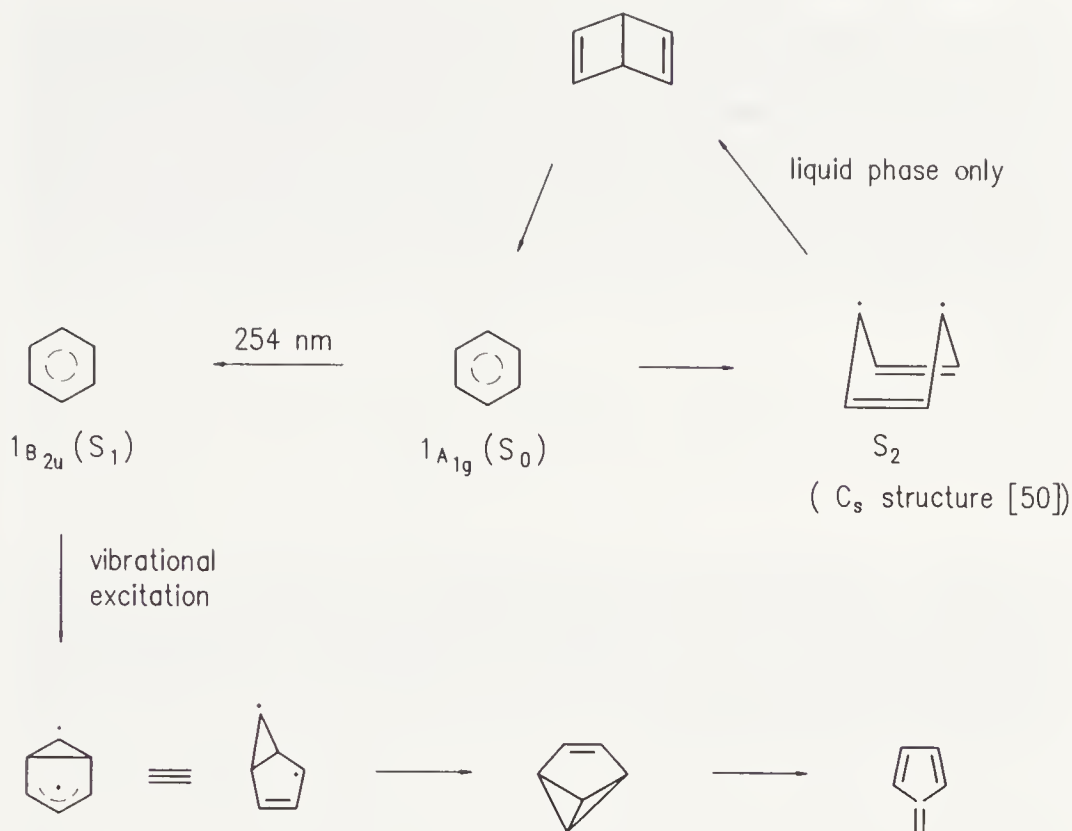 liquid phase only
254 nm
1B2u (S1)
1A1g (S0)
S2
( Cs structure [50])
vibrational
excitation